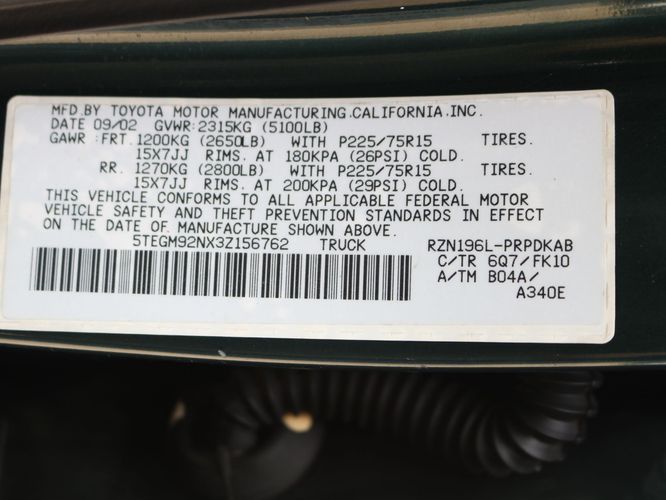 MFD.BY TOYOTA MOTOR MANUFACTURING.CALIFORNIA.INC.
DATE 09/02 GVWR:2315KG (5100LB)
GAWR :FRT.1200KG (2650LB) WITH P225/75R15 TIRES.
15X7JJ RIMS. AT 180KPA (26PSI) COLD.
RR. 1270KG (2800LB) WITH P225/75R15 TIRES.
15X7JJ RIMS. AT 200KPA (29PSI) COLD.
THIS VEHICLE CONFORMS TO ALL APPLICABLE FEDERAL MOTOR
VEHICLE SAFETY AND THEFT PREVENTION STANDARDS IN EFFECT
ON THE DATE OF MANUFACTURE SHOWN ABOVE.
5TEGM92NX3Z156762 TRUCK RZN196L-PRPDKAB
C/TR 6Q7/FK10
A/TM B04A/
A340E